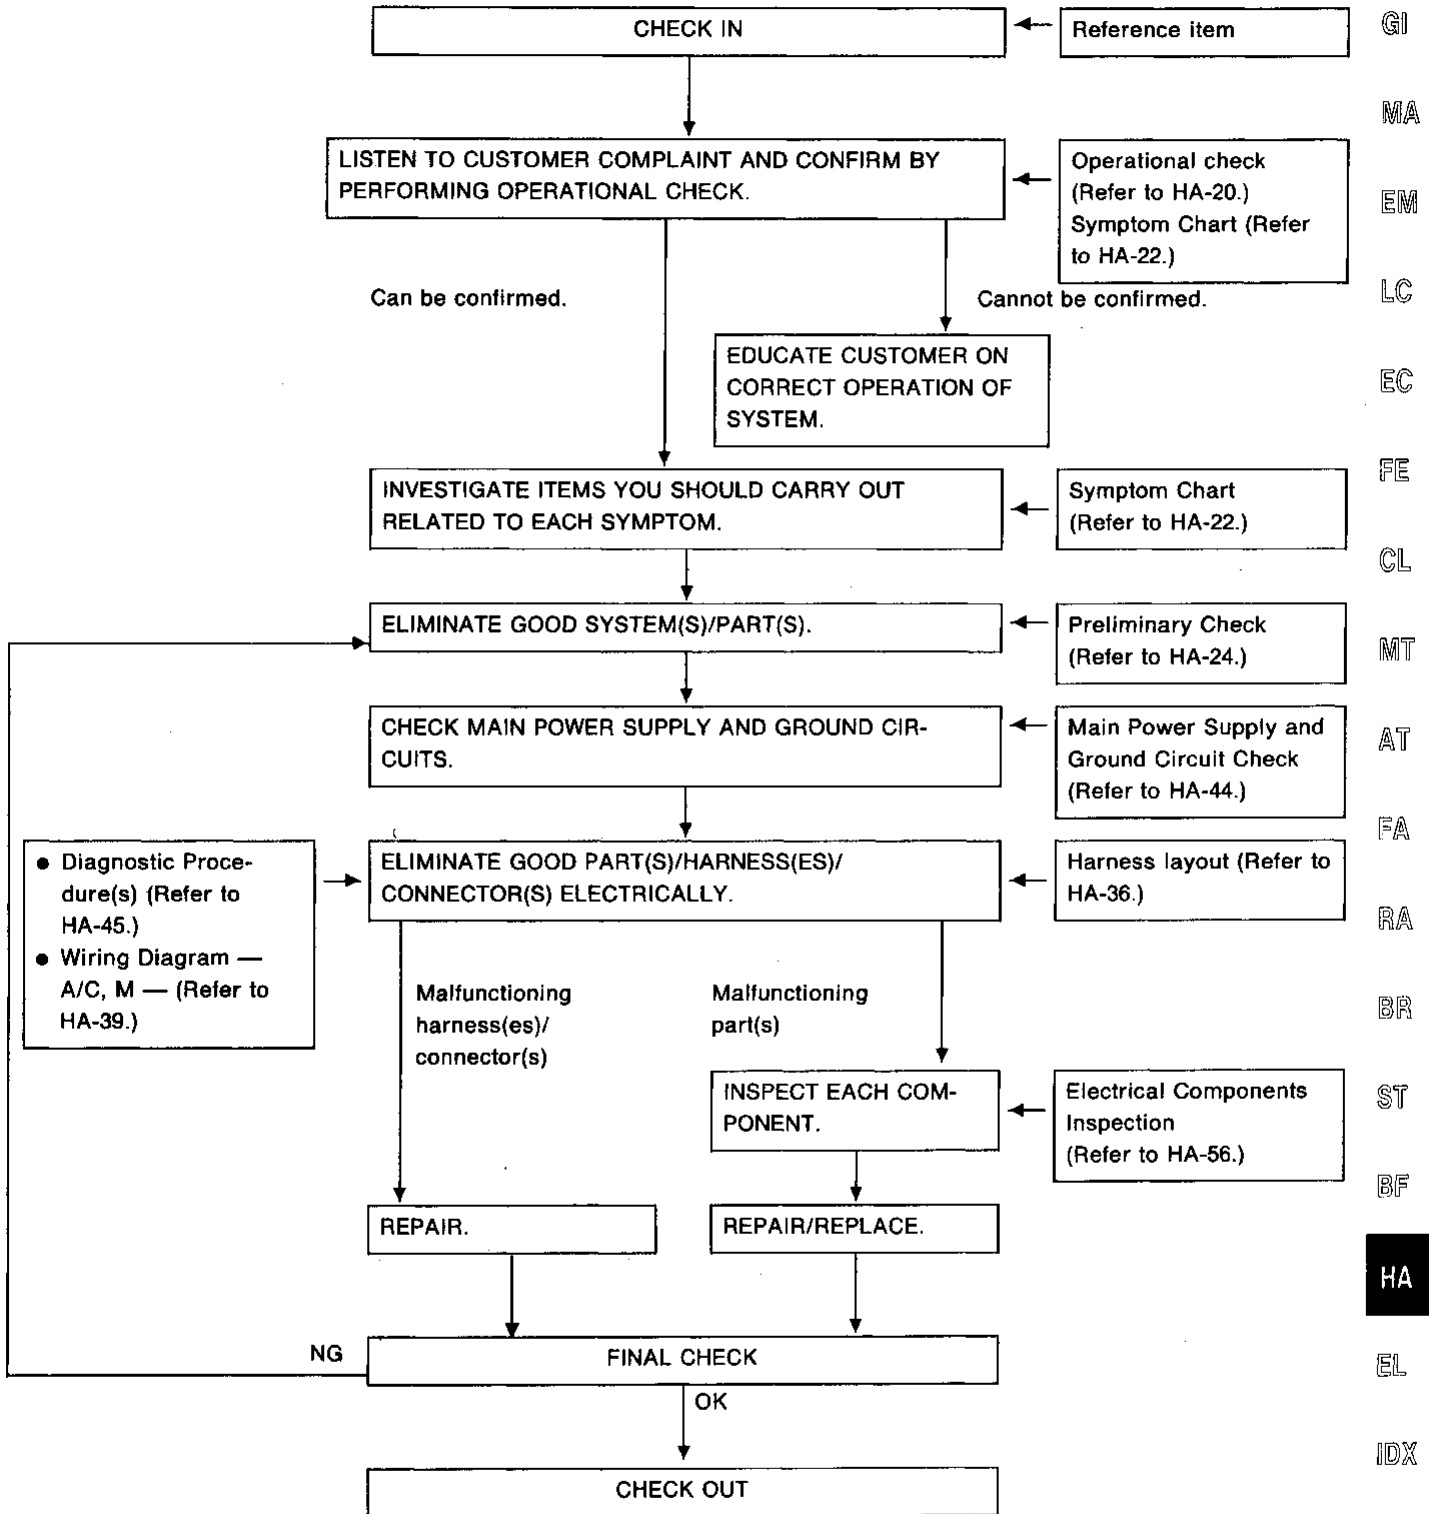 CHECK IN
Reference item
LISTEN TO CUSTOMER COMPLAINT AND CONFIRM BY
PERFORMING OPERATIONAL CHECK.
Operational check
(Refer to HA-20.)
Symptom Chart (Refer
to HA-22.)
Can be confirmed.
Cannot be confirmed.
EDUCATE CUSTOMER ON
CORRECT OPERATION OF
SYSTEM.
INVESTIGATE ITEMS YOU SHOULD CARRY OUT
RELATED TO EACH SYMPTOM.
Symptom Chart
(Refer to HA-22.)
ELIMINATE GOOD SYSTEM(S)/PART(S).
Preliminary Check
(Refer to HA-24.)
CHECK MAIN POWER SUPPLY AND GROUND CIR-
CUITS.
Main Power Supply and
Ground Circuit Check
(Refer to HA-44.)
● Diagnostic Proce-
dure(s) (Refer to
HA-45.)
● Wiring Diagram —
A/C, M — (Refer to
HA-39.)
ELIMINATE GOOD PART(S)/HARNESS(ES)/
CONNECTOR(S) ELECTRICALLY.
Harness layout (Refer to
HA-36.)
Malfunctioning
harness(es)/
connector(s)
Malfunctioning
part(s)
INSPECT EACH COM-
PONENT.
Electrical Components
Inspection
(Refer to HA-56.)
REPAIR.
REPAIR/REPLACE.
NG
FINAL CHECK
OK
CHECK OUT
GI
MA
EM
LC
EC
FE
CL
MT
AT
FA
RA
BR
ST
BF
HA
EL
IDX